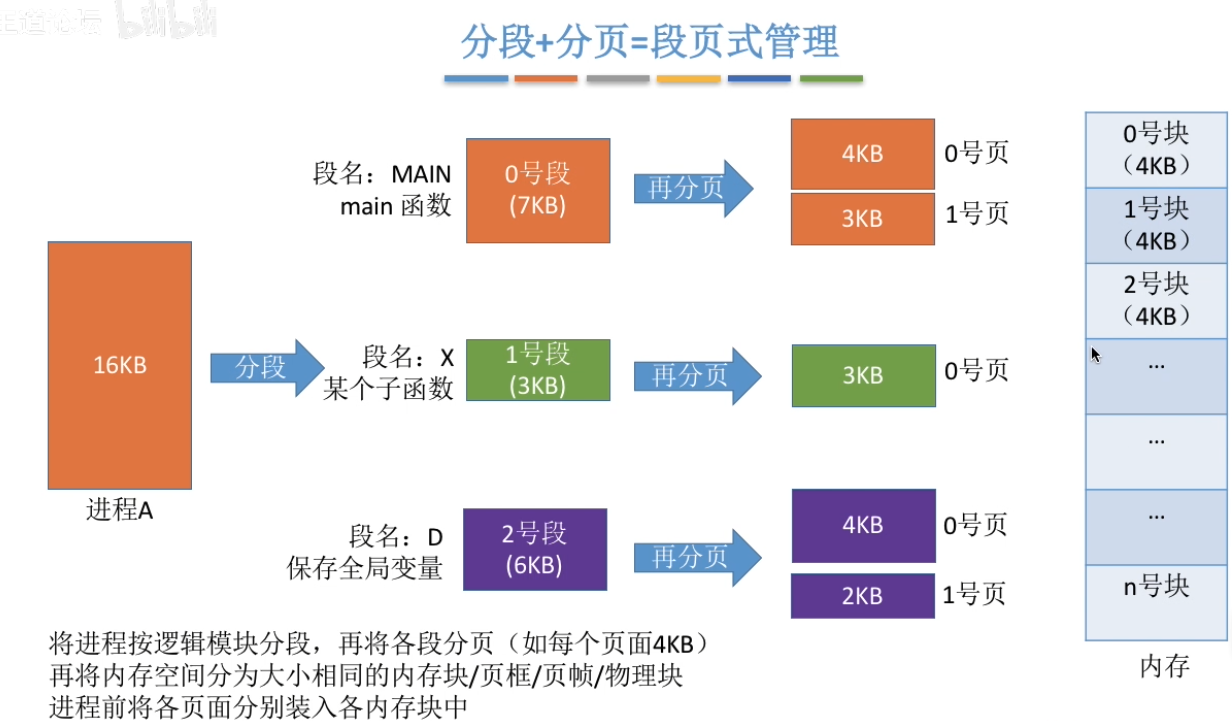 王道论坛 bilibili
分段+分页=段页式管理
段名：MAIN
main 函数
0号段
(7KB)
再分页
4KB
0号页
3KB
1号页
16KB
进程A
分段
段名：X
某个子函数
1号段
(3KB)
再分页
3KB
0号页
段名：D
保存全局变量
2号段
(6KB)
再分页
4KB
0号页
2KB
1号页
0号块
（4KB）
1号块
（4KB）
2号块
（4KB）
...
...
...
n号块
内存
将进程按逻辑模块分段，再将各段分页（如每个页面4KB）
再将内存空间分为大小相同的内存块/页框/页帧/物理块
进程前将各页面分别装入各内存块中